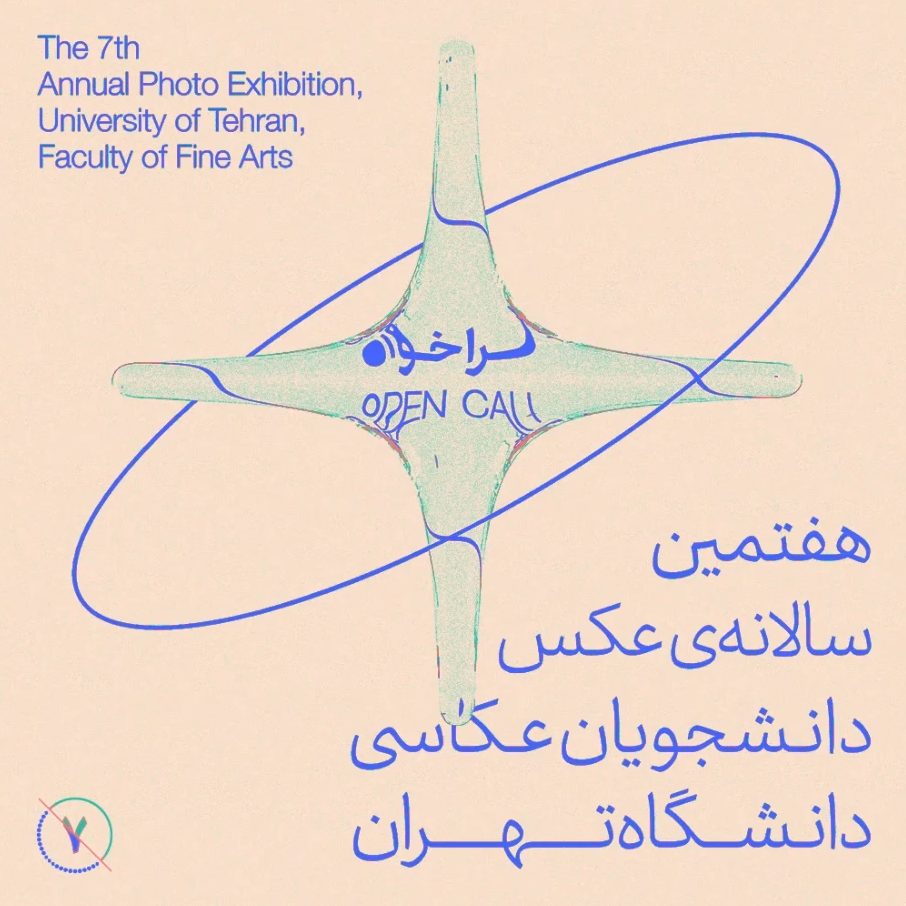 The 7th
Annual Photo Exhibition,
University of Tehran,
Faculty of Fine Arts
فراخوان
OPEN CALL
هفتمین
سالانه‌ی عکس
دانشجویان عکاسی
دانشگاه تهران
۷